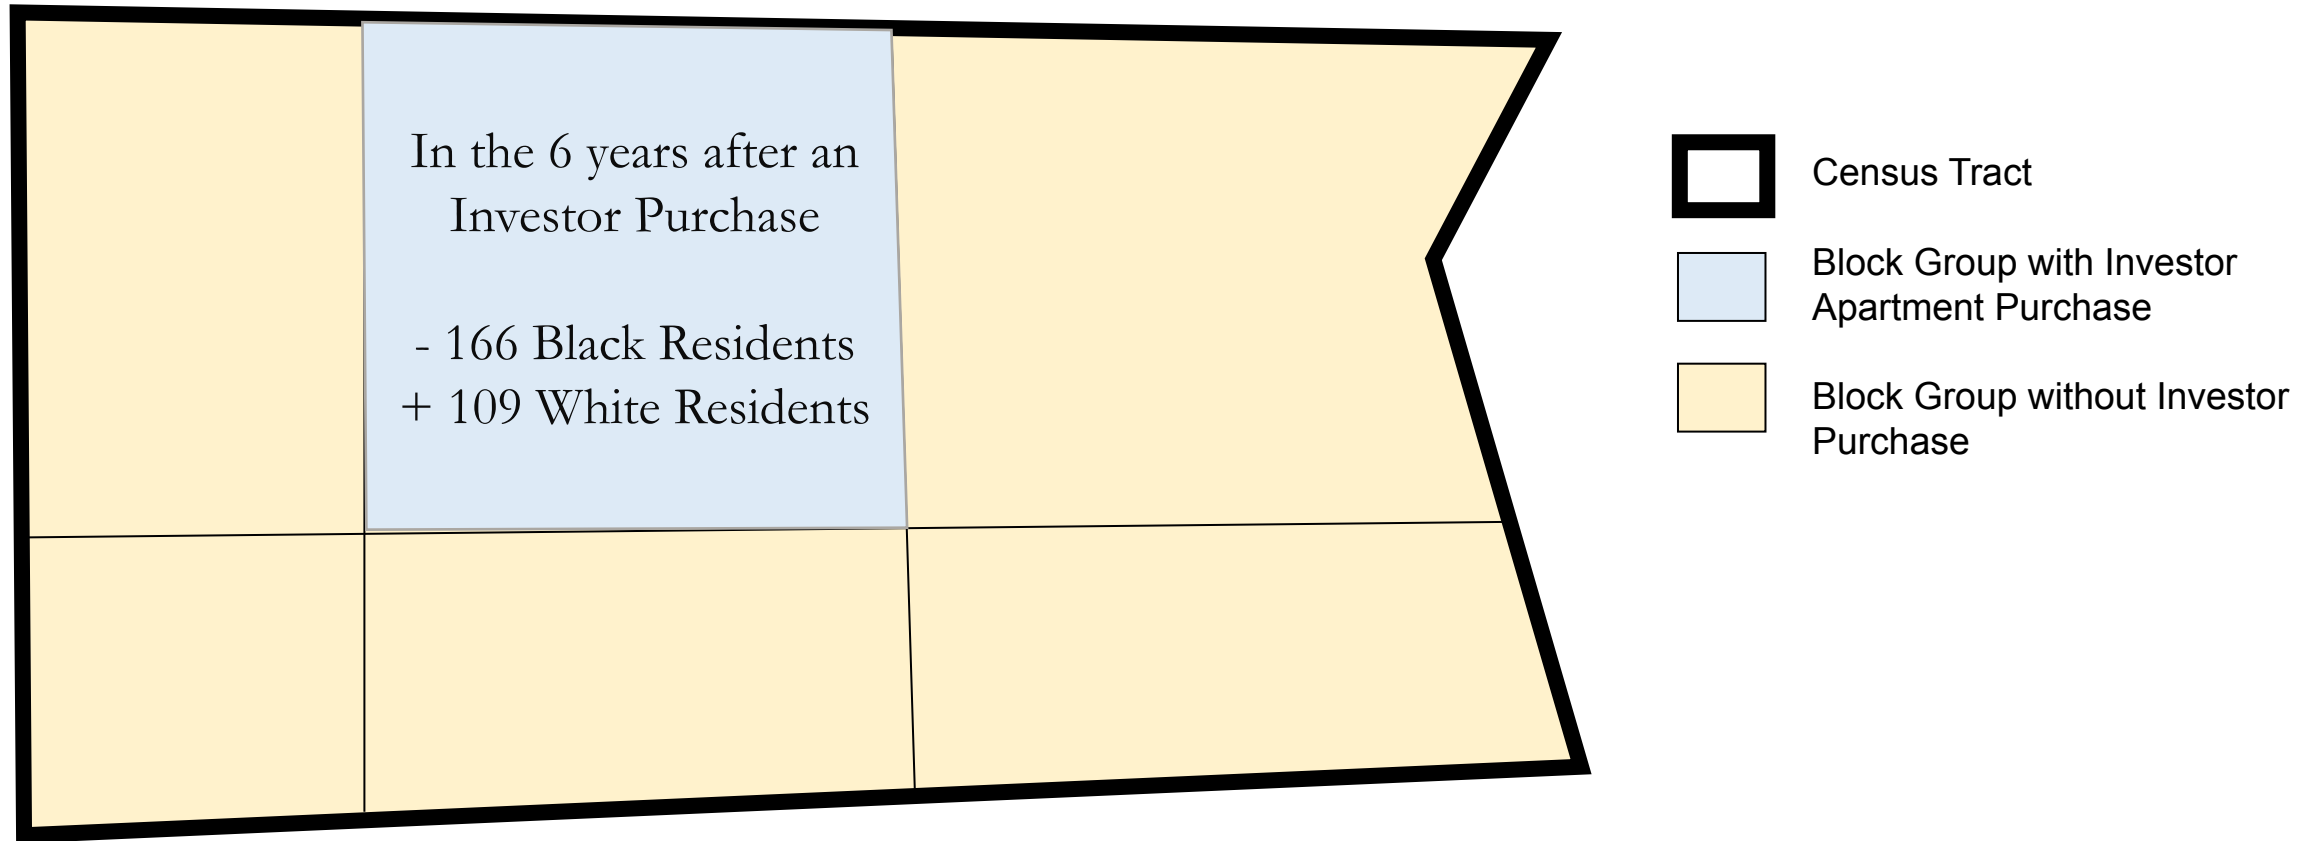 In the 6 years after an
Investor Purchase
- 166 Black Residents
+ 109 White Residents
Census Tract
Block Group with Investor
Apartment Purchase
Block Group without Investor
Purchase